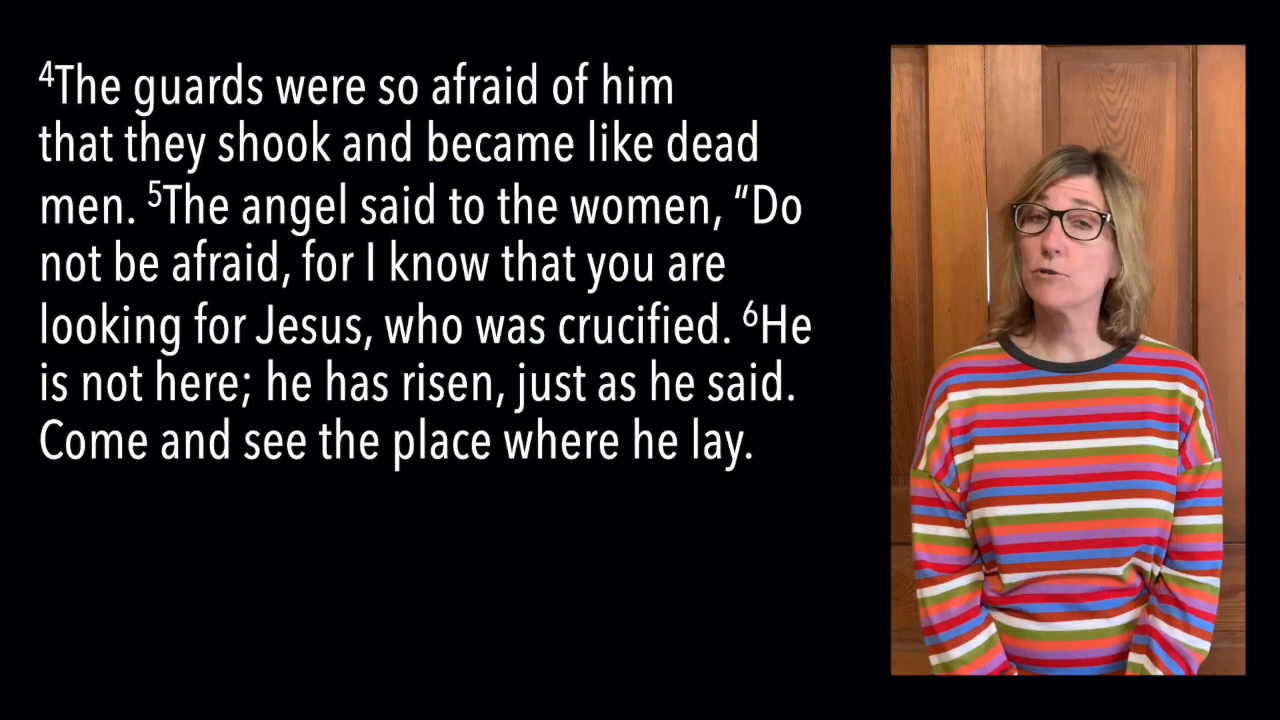 ⁴The guards were so afraid of him
that they shook and became like dead
men. ⁵The angel said to the women, “Do
not be afraid, for I know that you are
looking for Jesus, who was crucified. ⁶He
is not here; he has risen, just as he said.
Come and see the place where he lay.